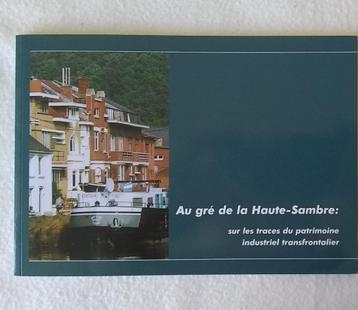 Au gré de la Haute-Sambre:
sur les traces du patrimoine
industriel transfrontalier